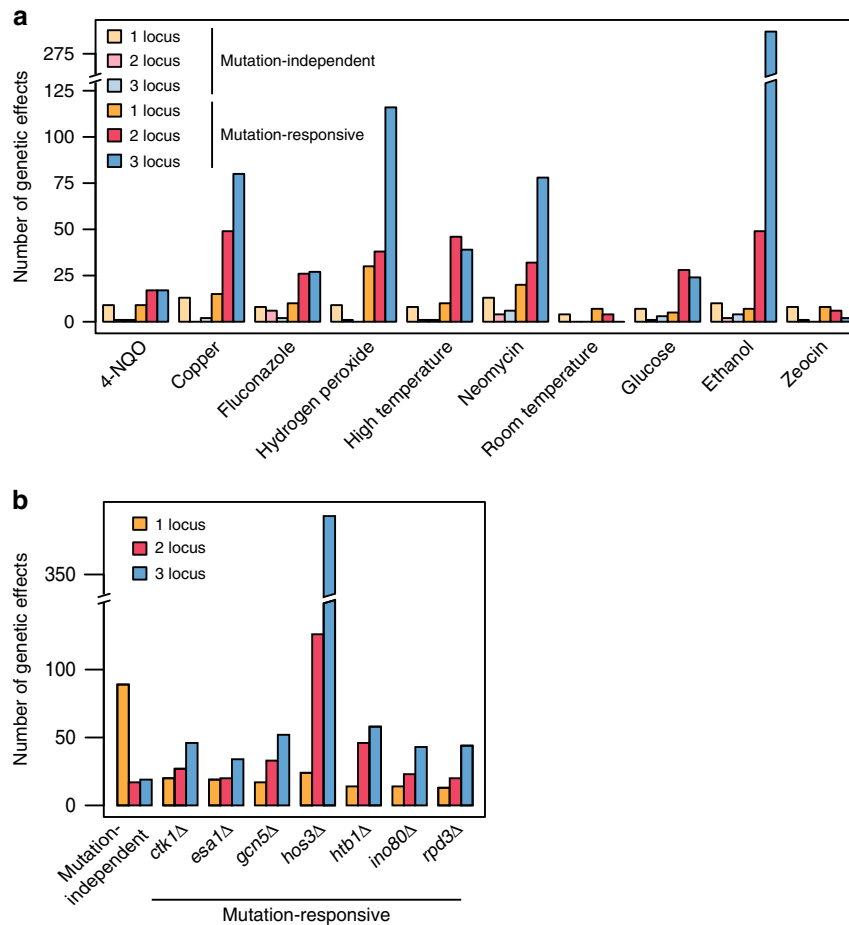 a
Number of genetic effects
275
125
100
75
50
25
0
1 locus
2 locus
3 locus
Mutation-independent
1 locus
2 locus
3 locus
Mutation-responsive
4-NQO
Copper
Fluconazole
Hydrogen peroxide
High temperature
Neomycin
Room temperature
Glucose
Ethanol
Zeocin
b
Number of genetic effects
350
100
50
0
1 locus
2 locus
3 locus
Mutation-
independent
ctk1Δ
esa1Δ
gcn5Δ
hos3Δ
htb1Δ
ino80Δ
rpd3Δ
Mutation-responsive